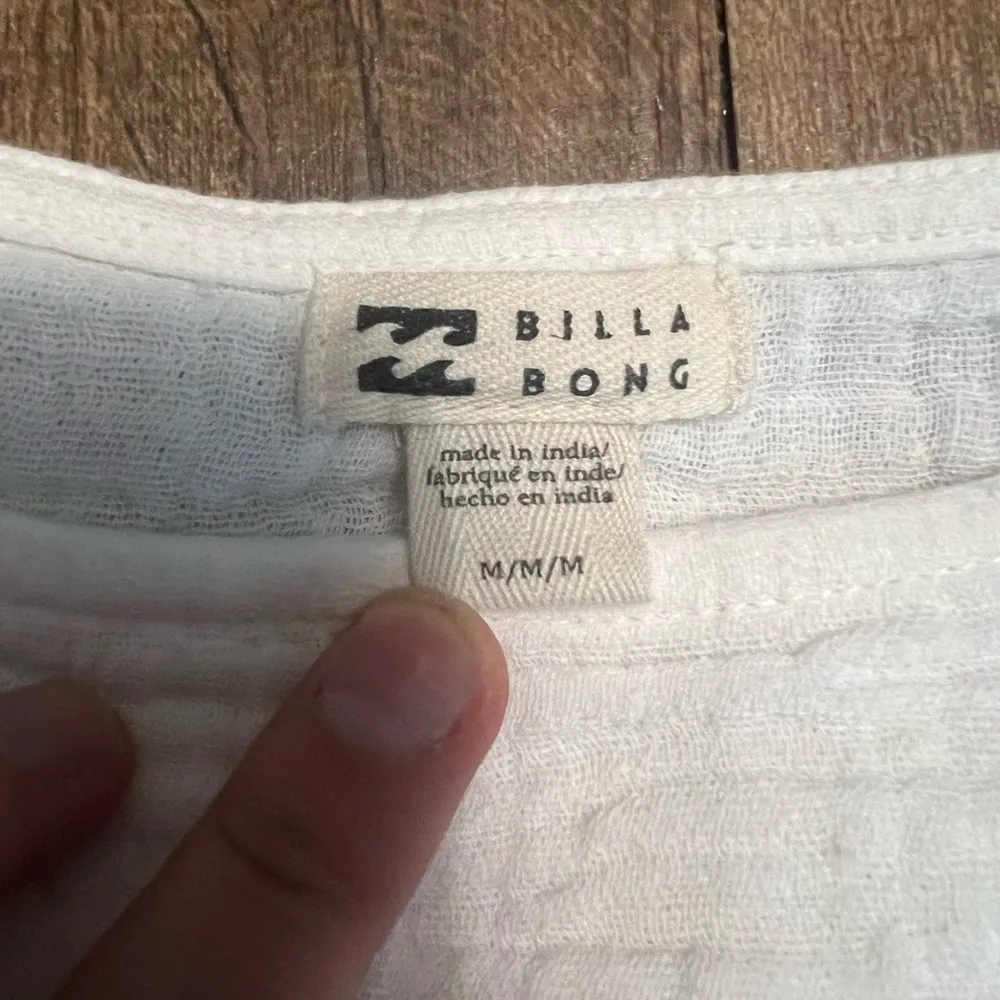 BILLA
BONG
made in india/
fabriqué en inde/
hecho en india
M/M/M